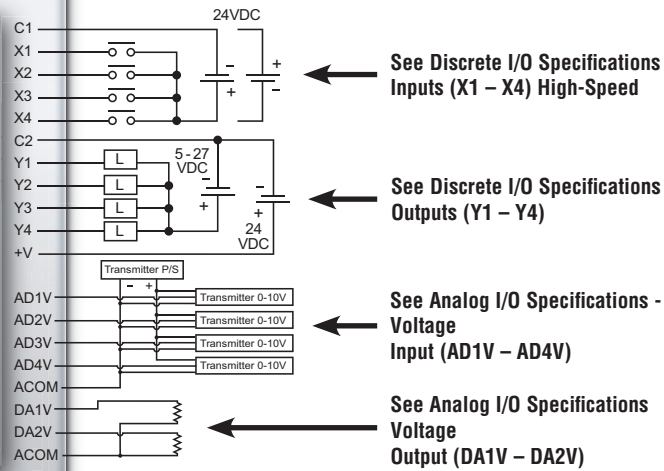 24VDC
C1
X1
X2
X3
X4
- +
+ -
See Discrete I/O Specifications
Inputs (X1 – X4) High-Speed
C2
Y1 L
Y2 L
Y3 L
Y4 L
+V
5-27
VDC
- +
- +
24
VDC
See Discrete I/O Specifications
Outputs (Y1 – Y4)
Transmitter P/S
- +
AD1V Transmitter 0-10V
AD2V Transmitter 0-10V
AD3V Transmitter 0-10V
AD4V Transmitter 0-10V
ACOM
See Analog I/O Specifications -
Voltage
Input (AD1V – AD4V)
DA1V
DA2V
ACOM
See Analog I/O Specifications
Voltage
Output (DA1V – DA2V)